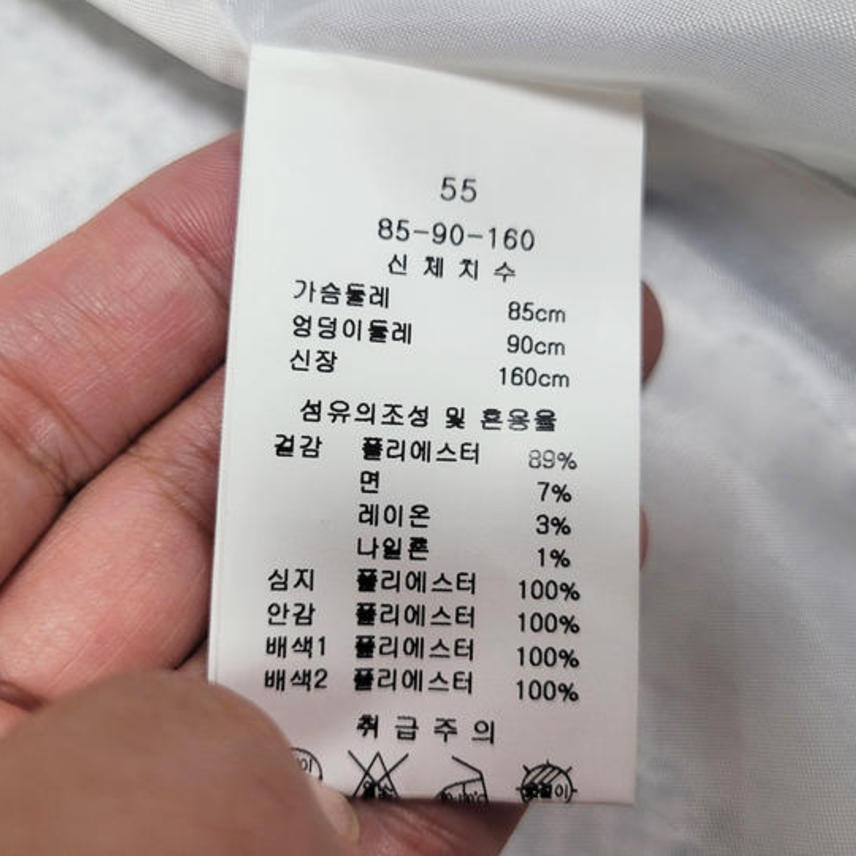 55
85-90-160
신체치수
가슴둘레 85cm
엉덩이둘레 90cm
신장 160cm
섬유의조성 및 혼용율
겉감 폴리에스터 89%
면 7%
레이온 3%
나일론 1%
심지 폴리에스터 100%
안감 폴리에스터 100%
배색1 폴리에스터 100%
배색2 폴리에스터 100%
취급주의